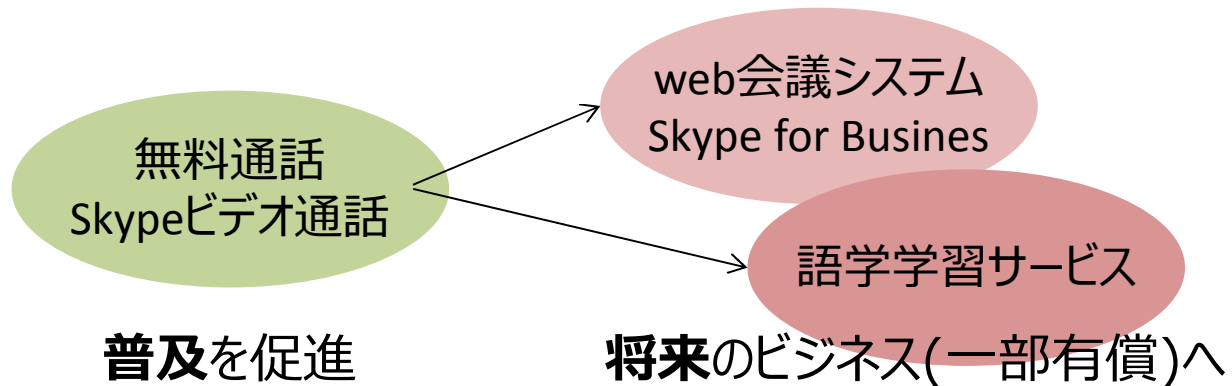 無料通話
Skypeビデオ通話
web会議システム
Skype for Busines
語学学習サービス
普及を促進
将来のビジネス(一部有償)へ